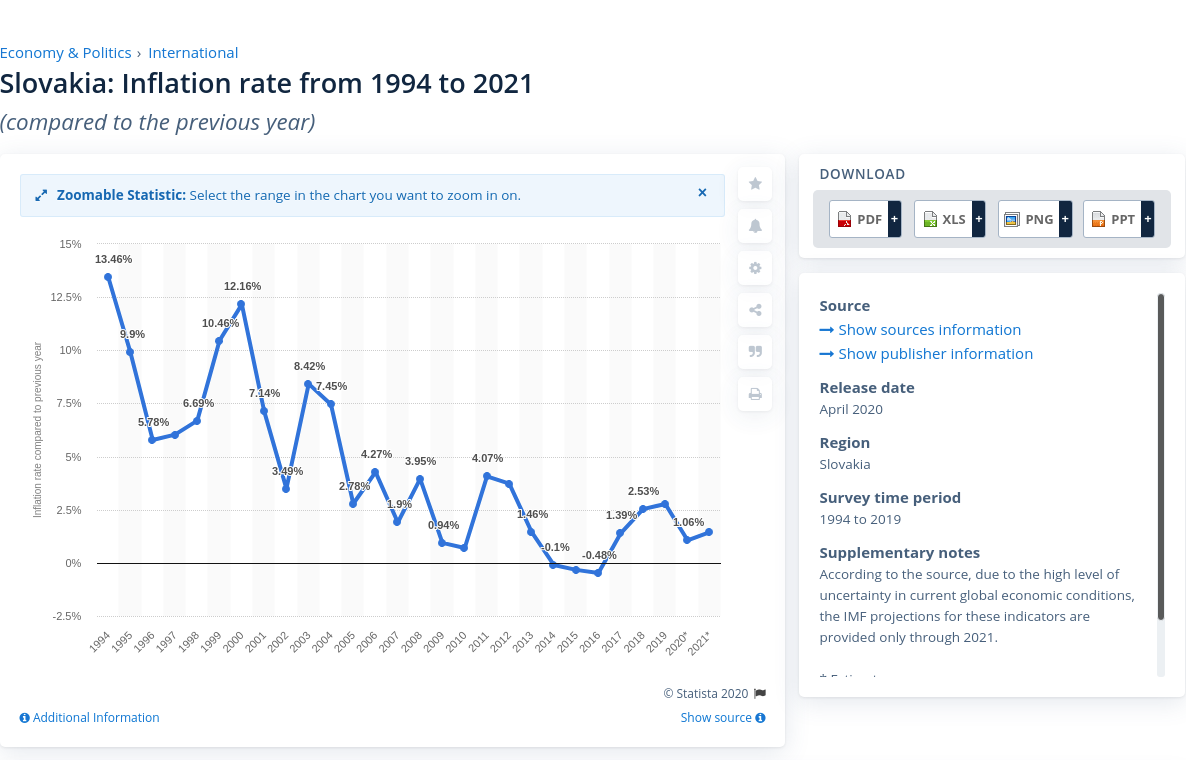 Economy & Politics › International
Slovakia: Inflation rate from 1994 to 2021
(compared to the previous year)
Zoomable Statistic: Select the range in the chart you want to zoom in on.
×
15%
12.5%
10%
7.5%
5%
2.5%
0%
-2.5%
Inflation rate compared to previous year
13.46%
9.9%
5.78%
6.69%
10.46%
12.16%
7.14%
3.49%
8.42%
7.45%
2.78%
4.27%
1.9%
3.95%
0.94%
4.07%
1.46%
-0.1%
-0.48%
1.39%
2.53%
1.06%
1994 1995 1996 1997 1998 1999 2000 2001 2002 2003 2004 2005 2006 2007 2008 2009 2010 2011 2012 2013 2014 2015 2016 2017 2018 2019 2020* 2021*
© Statista 2020
Additional Information
Show source
DOWNLOAD
PDF + XLS + PNG + PPT +
Source
Show sources information
Show publisher information
Release date
April 2020
Region
Slovakia
Survey time period
1994 to 2019
Supplementary notes
According to the source, due to the high level of
uncertainty in current global economic conditions,
the IMF projections for these indicators are
provided only through 2021.